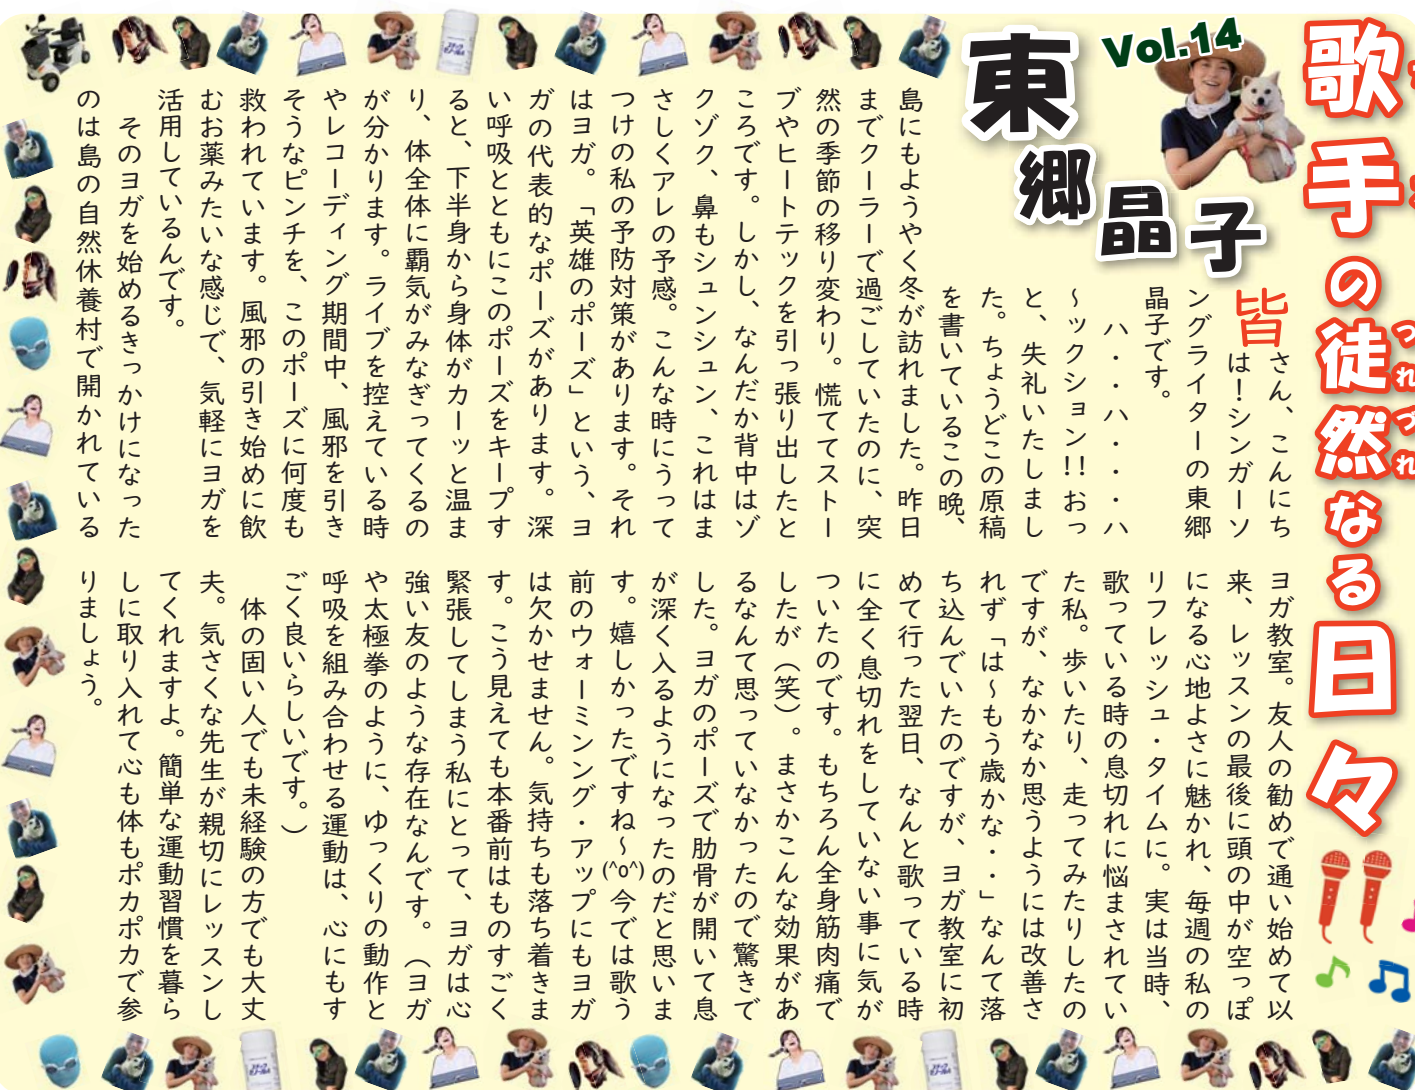 歌手の徒然なる日々
つれづれ
Vol.14
東郷晶子
皆さん、こんにち
は!シンガーソ
ングライターの東郷
晶子です。
ハ・・・ハ・・・ハ
〜ックション!!おっ
と、失礼いたしまし
た。ちょうどこの原稿
を書いているこの晩、
島にもようやく冬が訪れました。昨日
までクーラーで過ごしていたのに、突
然の季節の移り変わり。慌ててストー
ブやヒートテックを引っ張り出したと
ころです。しかし、なんだか背中はゾ
クゾク、鼻もシュンシュン、これはま
さしくアレの予感。こんな時にうって
つけの私の予防対策があります。それ
はヨガ。「英雄のポーズ」という、ヨ
ガの代表的なポーズがあります。深
い呼吸とともにこのポーズをキープす
ると、下半身から身体がカーッと温ま
り、体全体に覇気がみなぎってくるの
が分かります。ライブを控えている時
やレコーディング期間中、風邪を引き
そうなピンチを、このポーズに何度も
救われています。風邪の引き始めに飲
むお薬みたいな感じで、気軽にヨガを
活用しているんです。
そのヨガを始めるきっかけになった
のは島の自然休養村で開かれている
ヨガ教室。友人の勧めで通い始めて以
来、レッスンの最後に頭の中が空っぽ
になる心地よさに魅かれ、毎週の私の
リフレッシュ・タイムに。実は当時、
歌っている時の息切れに悩まされてい
た私。歩いたり、走ってみたりしたの
ですが、なかなか思うようには改善さ
れず「は〜もう歳かな・・」なんて落
ち込んでいたのですが、ヨガ教室に初
めて行った翌日、なんと歌っている時
に全く息切れをしていない事に気が
ついたのです。もちろん全身筋肉痛で
したが(笑)。まさかこんな効果があ
るなんて思っていなかったので驚きで
した。ヨガのポーズで肋骨が開いて息
が深く入るようになったのだと思いま
す。嬉しかったですね〜(^o^)今では歌う
前のウォーミング・アップにもヨガ
は欠かせません。気持ちも落ち着きま
す。こう見えても本番前はものすごく
緊張してしまう私にとって、ヨガは心
強い友のような存在なんです。(ヨガ
や太極拳のように、ゆっくりの動作と
呼吸を組み合わせる運動は、心にもす
ごく良いらしいです。)
体の固い人でも未経験の方でも大丈
夫。気さくな先生が親切にレッスンし
てくれますよ。簡単な運動習慣を暮ら
しに取り入れて心も体もポカポカで参
りましょう。